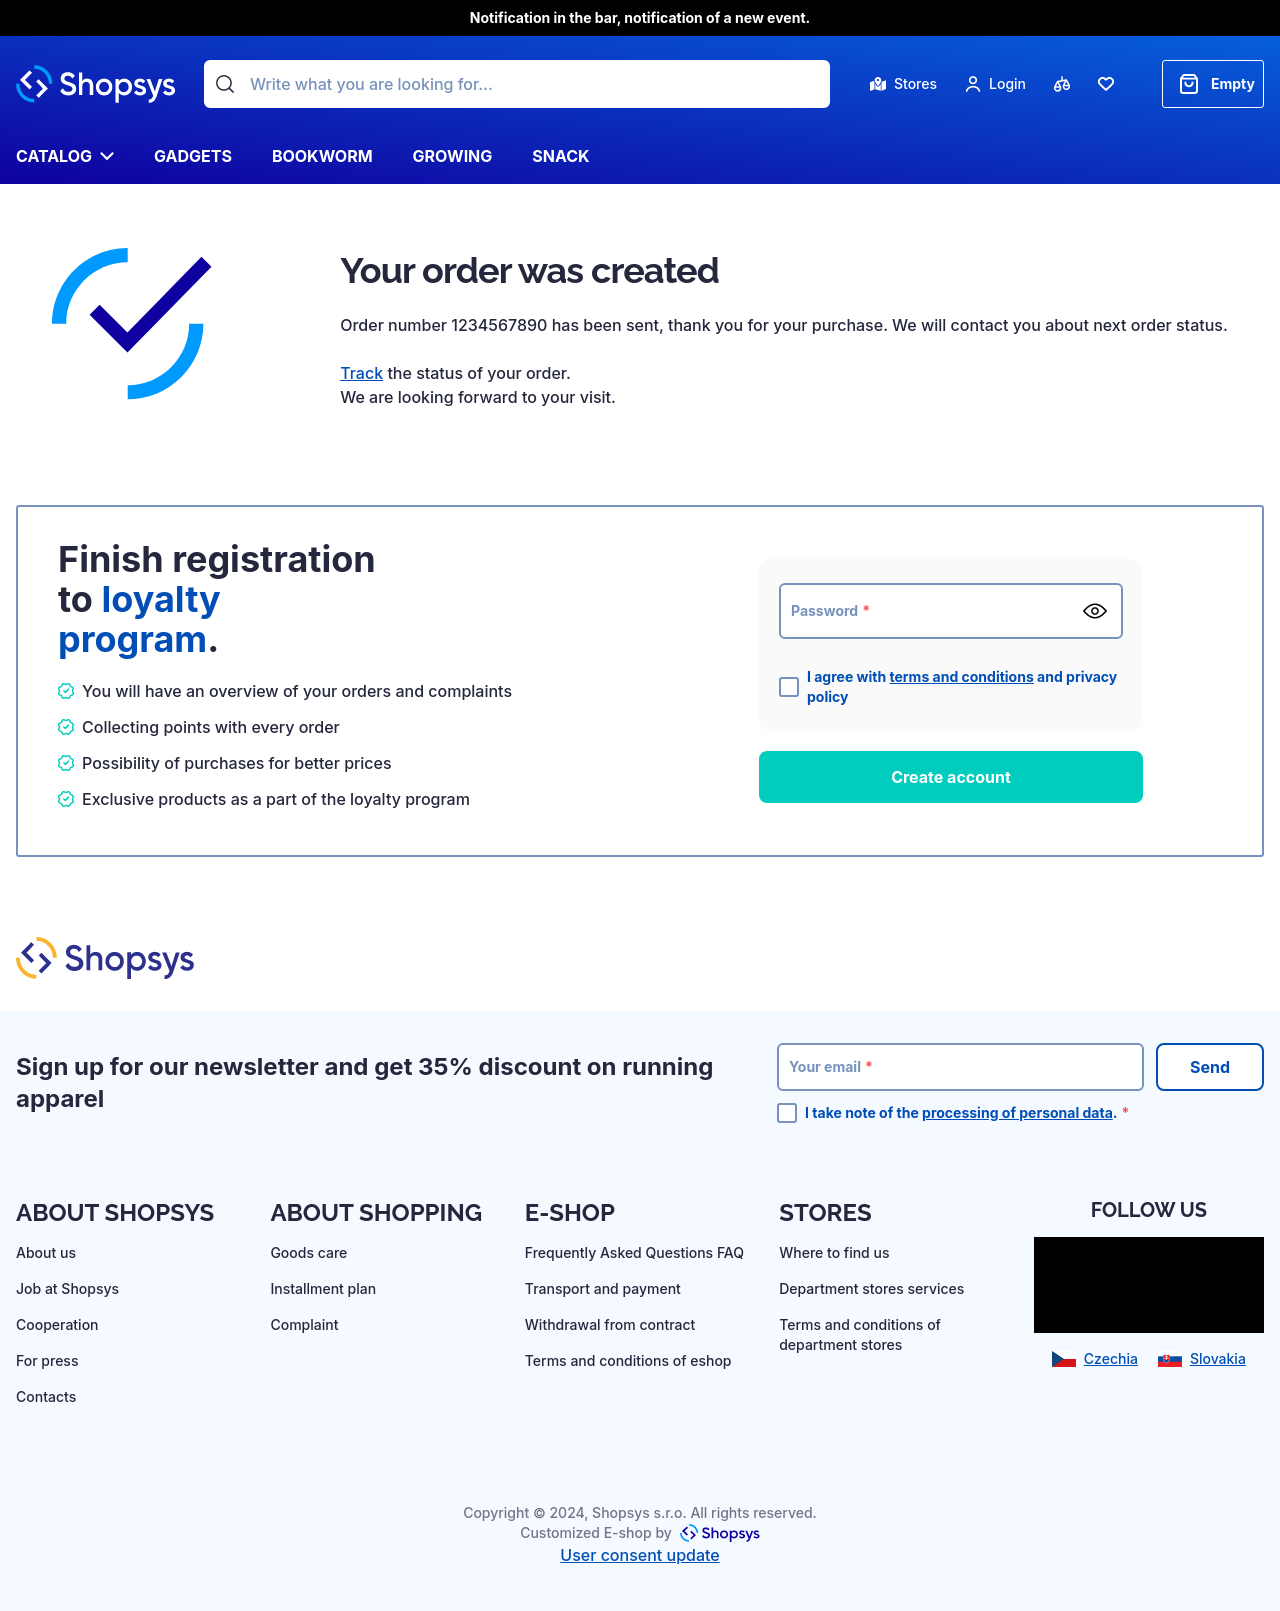 Notification in the bar, notification of a new event.
Shopsys
Write what you are looking for...
Stores
Login
Empty
CATALOG
GADGETS
BOOKWORM
GROWING
SNACK
Your order was created
Order number 1234567890 has been sent, thank you for your purchase. We will contact you about next order status.
Track the status of your order.
We are looking forward to your visit.
Finish registration
to loyalty
program.
You will have an overview of your orders and complaints
Collecting points with every order
Possibility of purchases for better prices
Exclusive products as a part of the loyalty program
Password *
I agree with terms and conditions and privacy
policy
Create account
Shopsys
Sign up for our newsletter and get 35% discount on running
apparel
Your email *
Send
I take note of the processing of personal data. *
ABOUT SHOPSYS
About us
Job at Shopsys
Cooperation
For press
Contacts
ABOUT SHOPPING
Goods care
Installment plan
Complaint
E-SHOP
Frequently Asked Questions FAQ
Transport and payment
Withdrawal from contract
Terms and conditions of eshop
STORES
Where to find us
Department stores services
Terms and conditions of
department stores
FOLLOW US
Czechia
Slovakia
Copyright © 2024, Shopsys s.r.o. All rights reserved.
Customized E-shop by Shopsys
User consent update